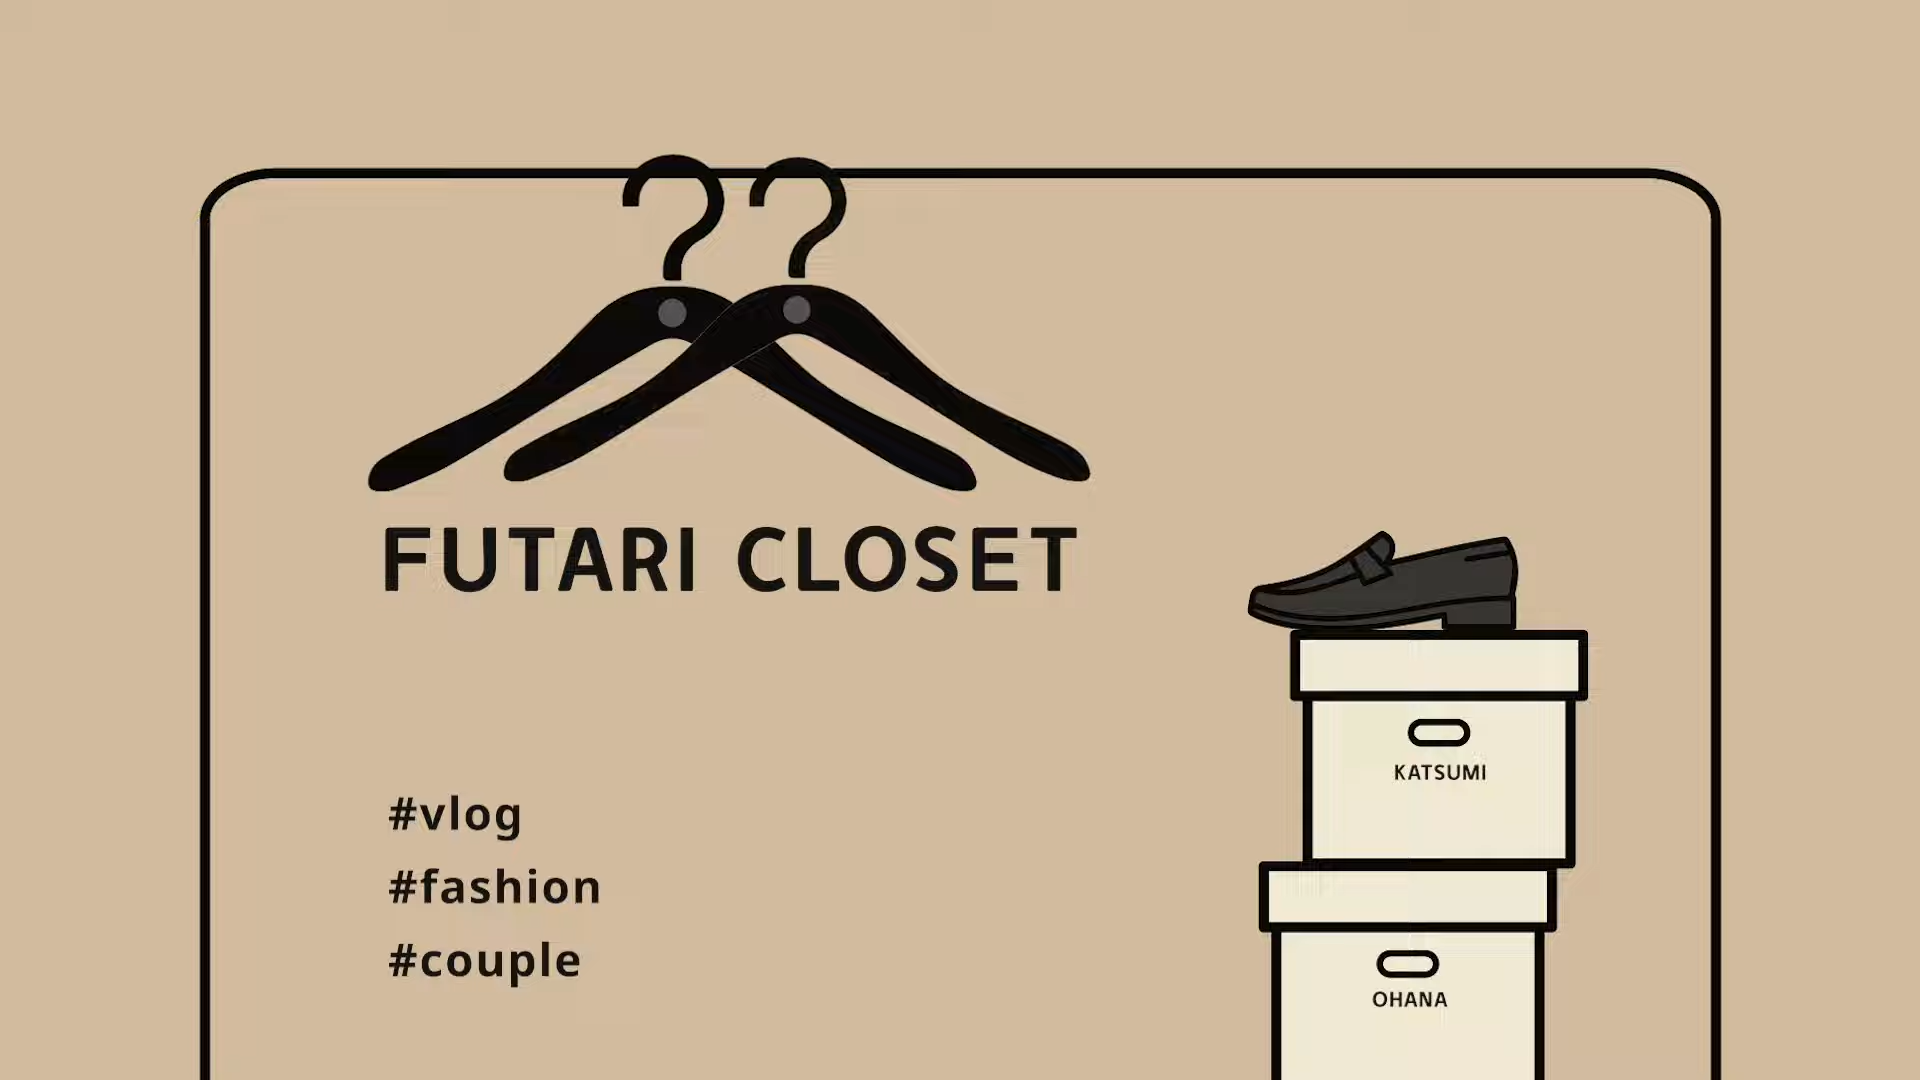 FUTARI CLOSET
#vlog
#fashion
#couple
KATSUMI
OHANA